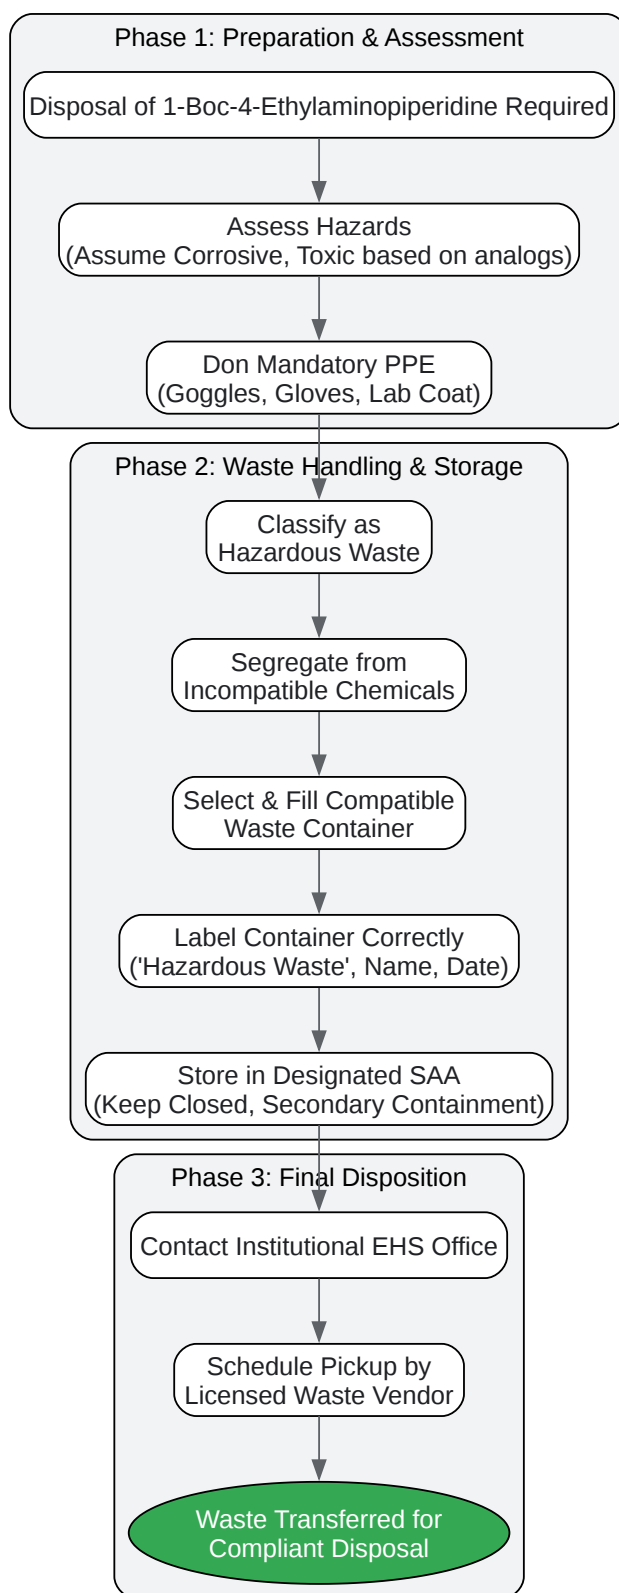 Phase 1: Preparation & Assessment
Disposal of 1-Boc-4-Ethylaminopiperidine Required
Assess Hazards
(Assume Corrosive, Toxic based on analogs)
Don Mandatory PPE
(Goggles, Gloves, Lab Coat)
Phase 2: Waste Handling & Storage
Classify as
Hazardous Waste
Segregate from
Incompatible Chemicals
Select & Fill Compatible
Waste Container
Label Container Correctly
('Hazardous Waste', Name, Date)
Store in Designated SAA
(Keep Closed, Secondary Containment)
Phase 3: Final Disposition
Contact Institutional EHS Office
Schedule Pickup by
Licensed Waste Vendor
Waste Transferred for
Compliant Disposal